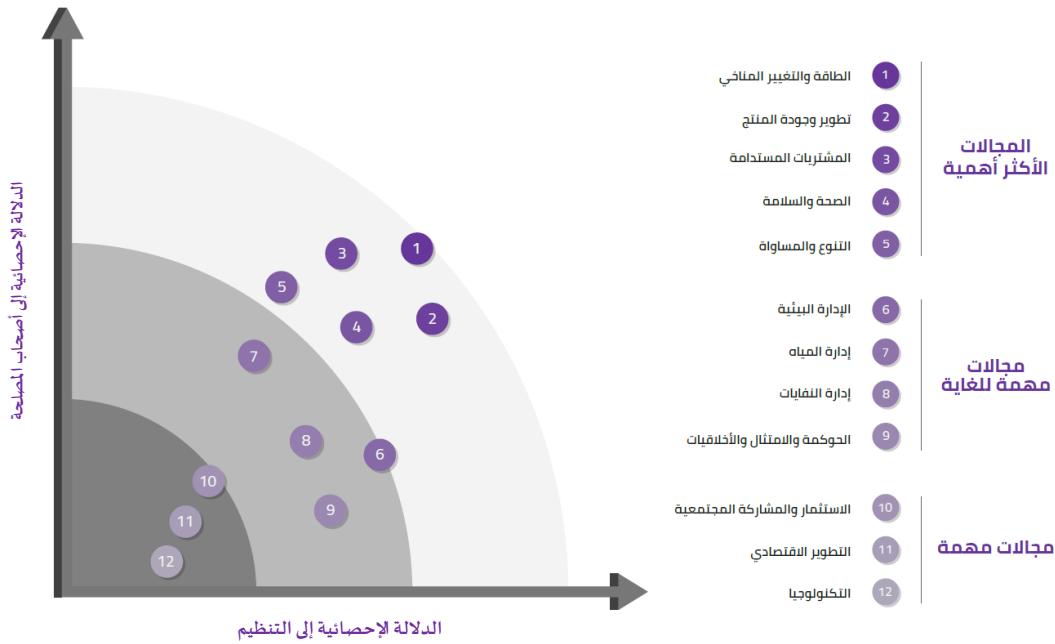 الدلالة الإحصائية إلى أصحاب المصلحة
1
3
5
2
4
7
8
6
9
10
11
12
الدلالة الإحصائية إلى التنظيم
المجالات
الأكثر أهمية
1 الطاقة والتغيير المناخي
2 تطوير وجودة المنتج
3 المشتريات المستدامة
4 الصحة والسلامة
5 التنوع والمساواة
مجالات
مهمة للغاية
6 الإدارة البيئية
7 إدارة المياه
8 إدارة النفايات
9 الحوكمة والامتثال والأخلاقيات
مجالات مهمة
10 الاستثمار والمشاركة المجتمعية
11 التطوير الاقتصادي
12 التكنولوجيا